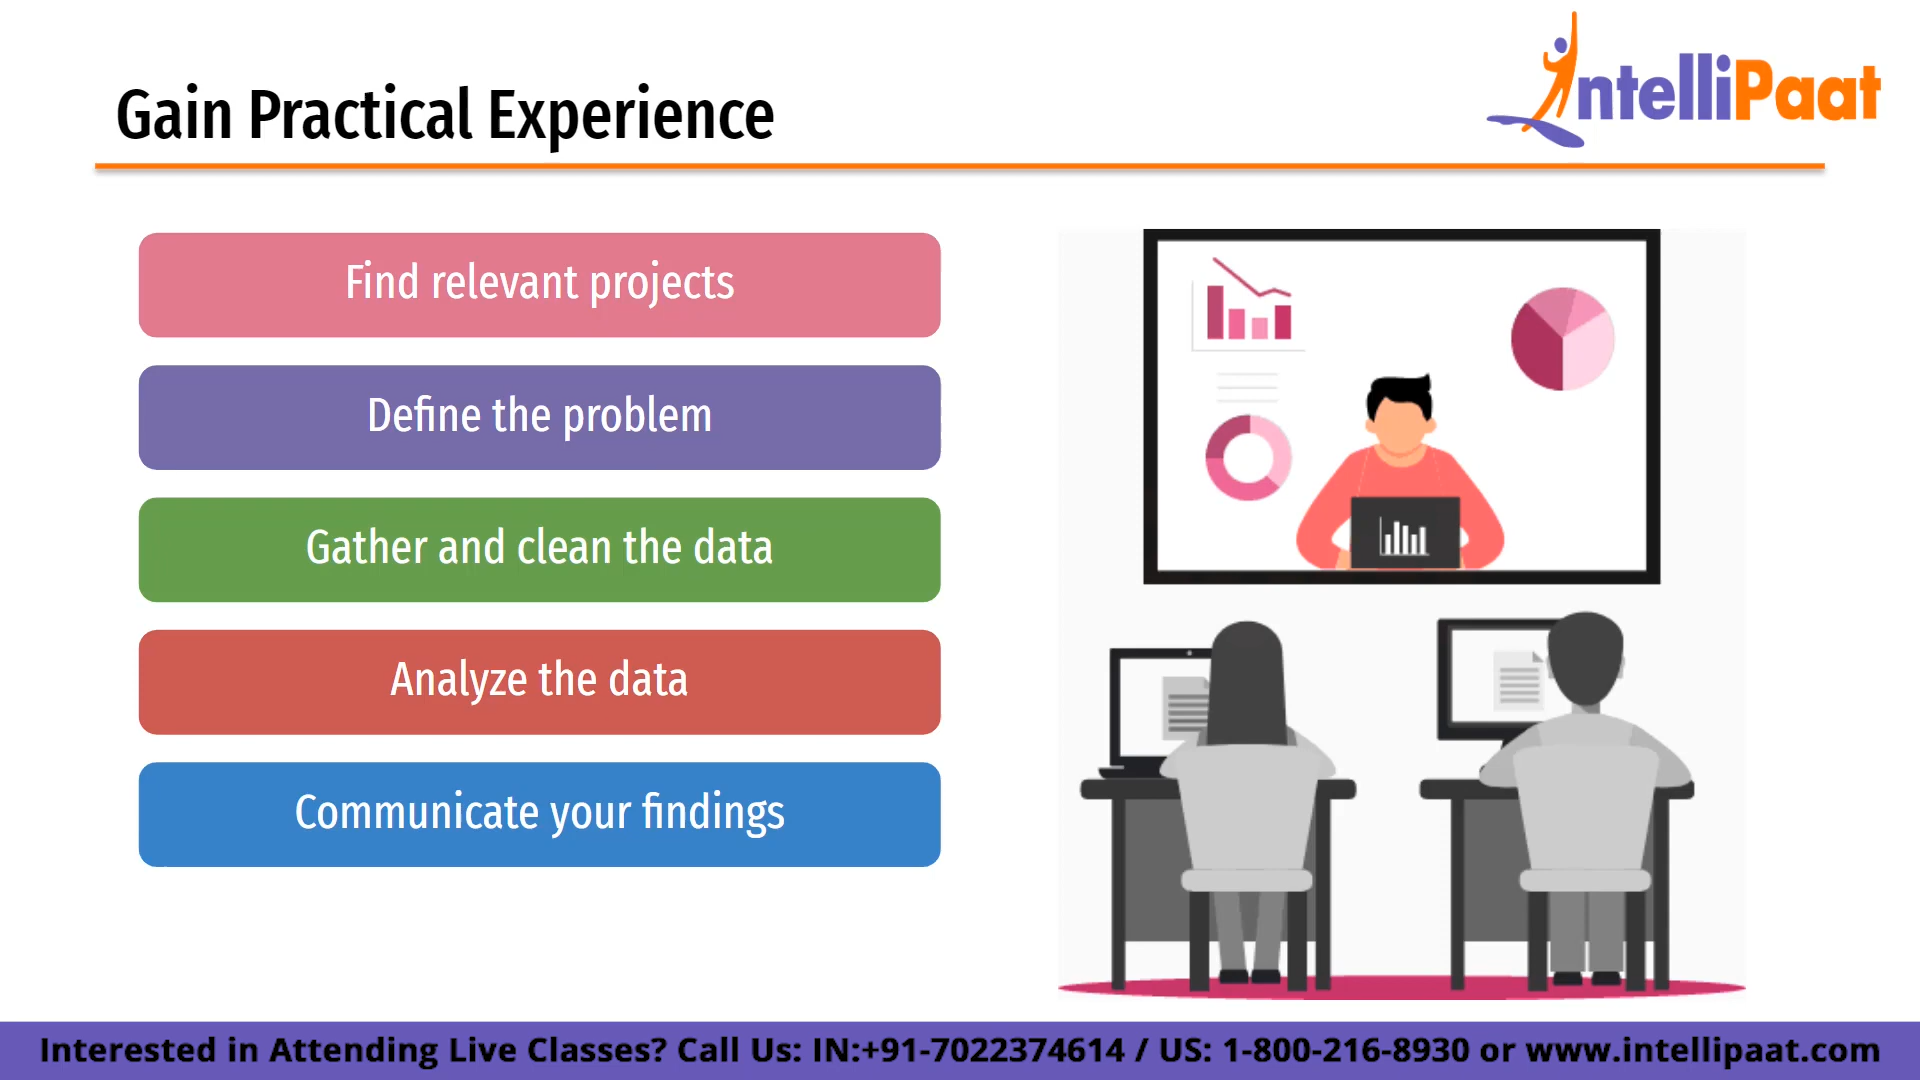 Gain Practical Experience
IntelliPaat
Find relevant projects
Define the problem
Gather and clean the data
Analyze the data
Communicate your findings
Interested in Attending Live Classes? Call Us: IN:+91-7022374614 / US: 1-800-216-8930 or www.intellipaat.com